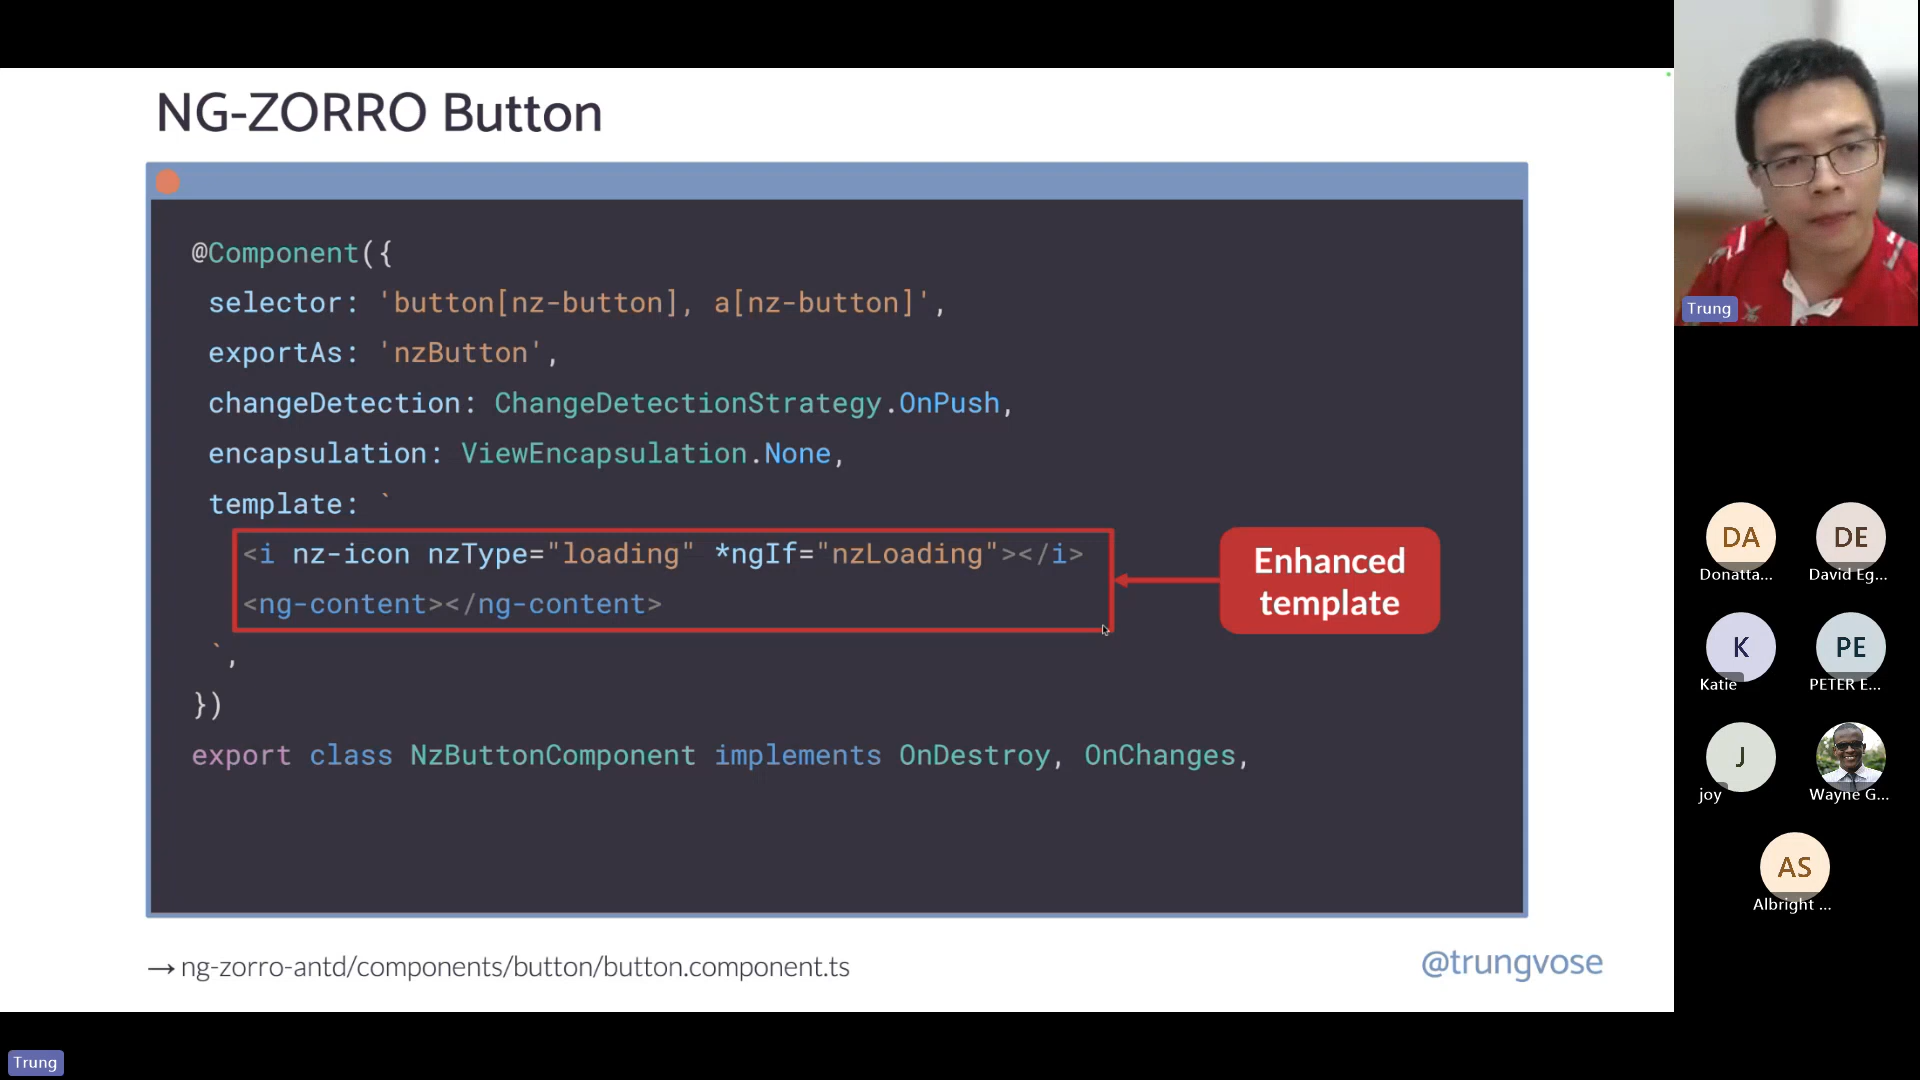 NG-ZORRO Button
@Component({
selector: 'button[nz-button], a[nz-button]',
exportAs: 'nzButton',
changeDetection: ChangeDetectionStrategy.OnPush,
encapsulation: ViewEncapsulation.None,
template: `
<i nz-icon nzType="loading" *ngIf="nzLoading"></i>
<ng-content></ng-content>
`,
})
export class NzButtonComponent implements OnDestroy, OnChanges,
Enhanced
template
→ ng-zorro-antd/components/button/button.component.ts
@trungvose
Trung
DA
Donatta...
DE
David Eg...
K
Katie
PE
PETER E...
J
joy
Wayne G...
AS
Albright ...
Trung